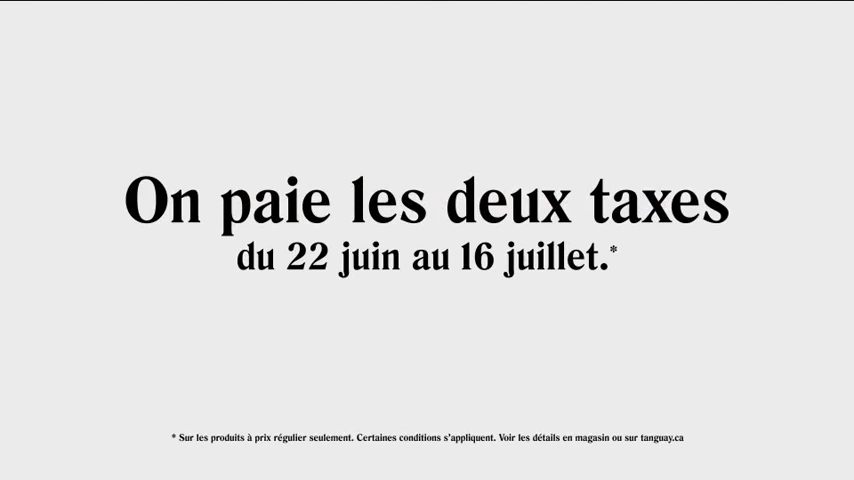 On paie les deux taxes
du 22 juin au 16 juillet.*
* Sur les produits à prix régulier seulement. Certaines conditions s'appliquent. Voir les détails en magasin ou sur tanguay.ca